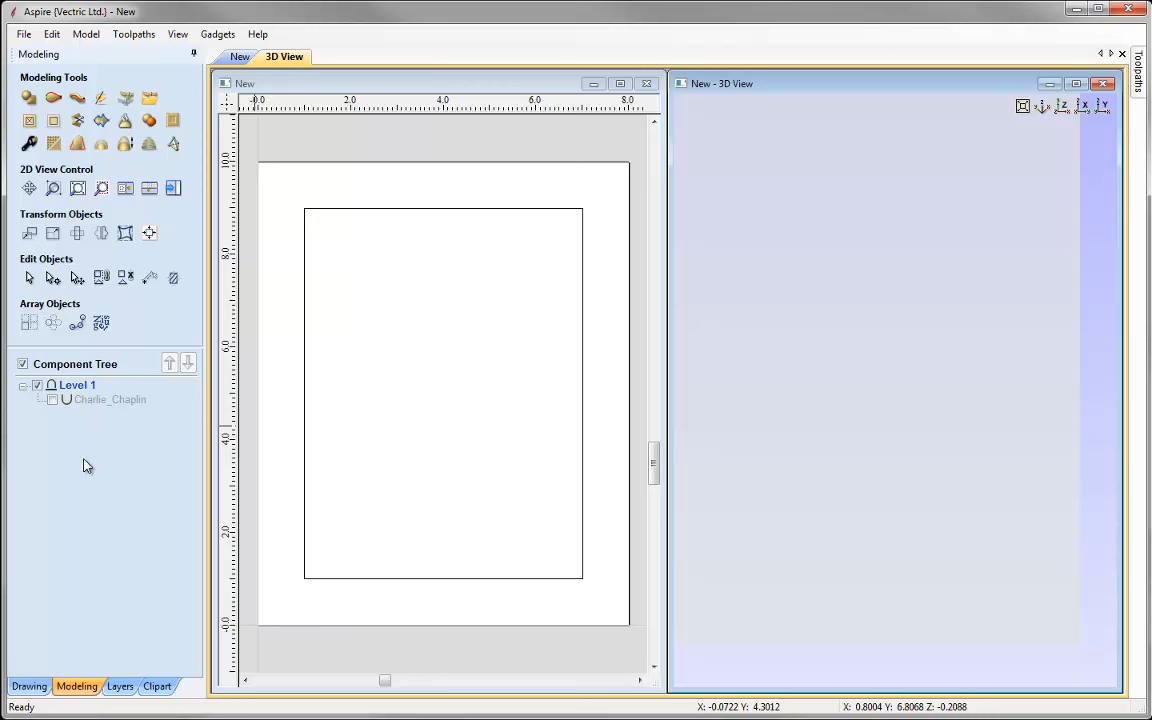 Aspire {Vectric Ltd.} - New
File Edit Model Toolpaths View Gadgets Help
Modeling
New 3D View
Toolpaths
Modeling Tools
2D View Control
Transform Objects
Edit Objects
Array Objects
Component Tree
Level 1
Charlie_Chaplin
New
-0.0 2.0 4.0 6.0 8.0
10.0
8.0
6.0
4.0
2.0
-0.0
New - 3D View
Z X Y
Drawing Modeling Layers Clipart
Ready
X: -0.0722 Y: 4.3012
X: 0.8004 Y: 6.8068 Z: -0.2088